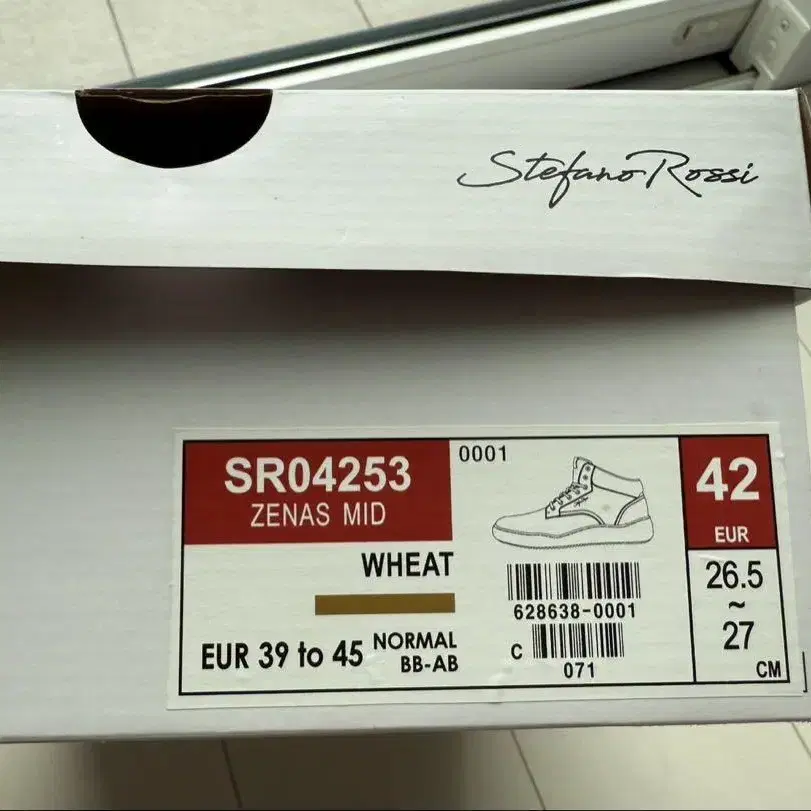 Stefano Rossi
SR04253
ZENAS MID
0001
42
EUR
WHEAT
26.5
~
27
CM
628638-0001
EUR 39 to 45
NORMAL
BB-AB
C
071